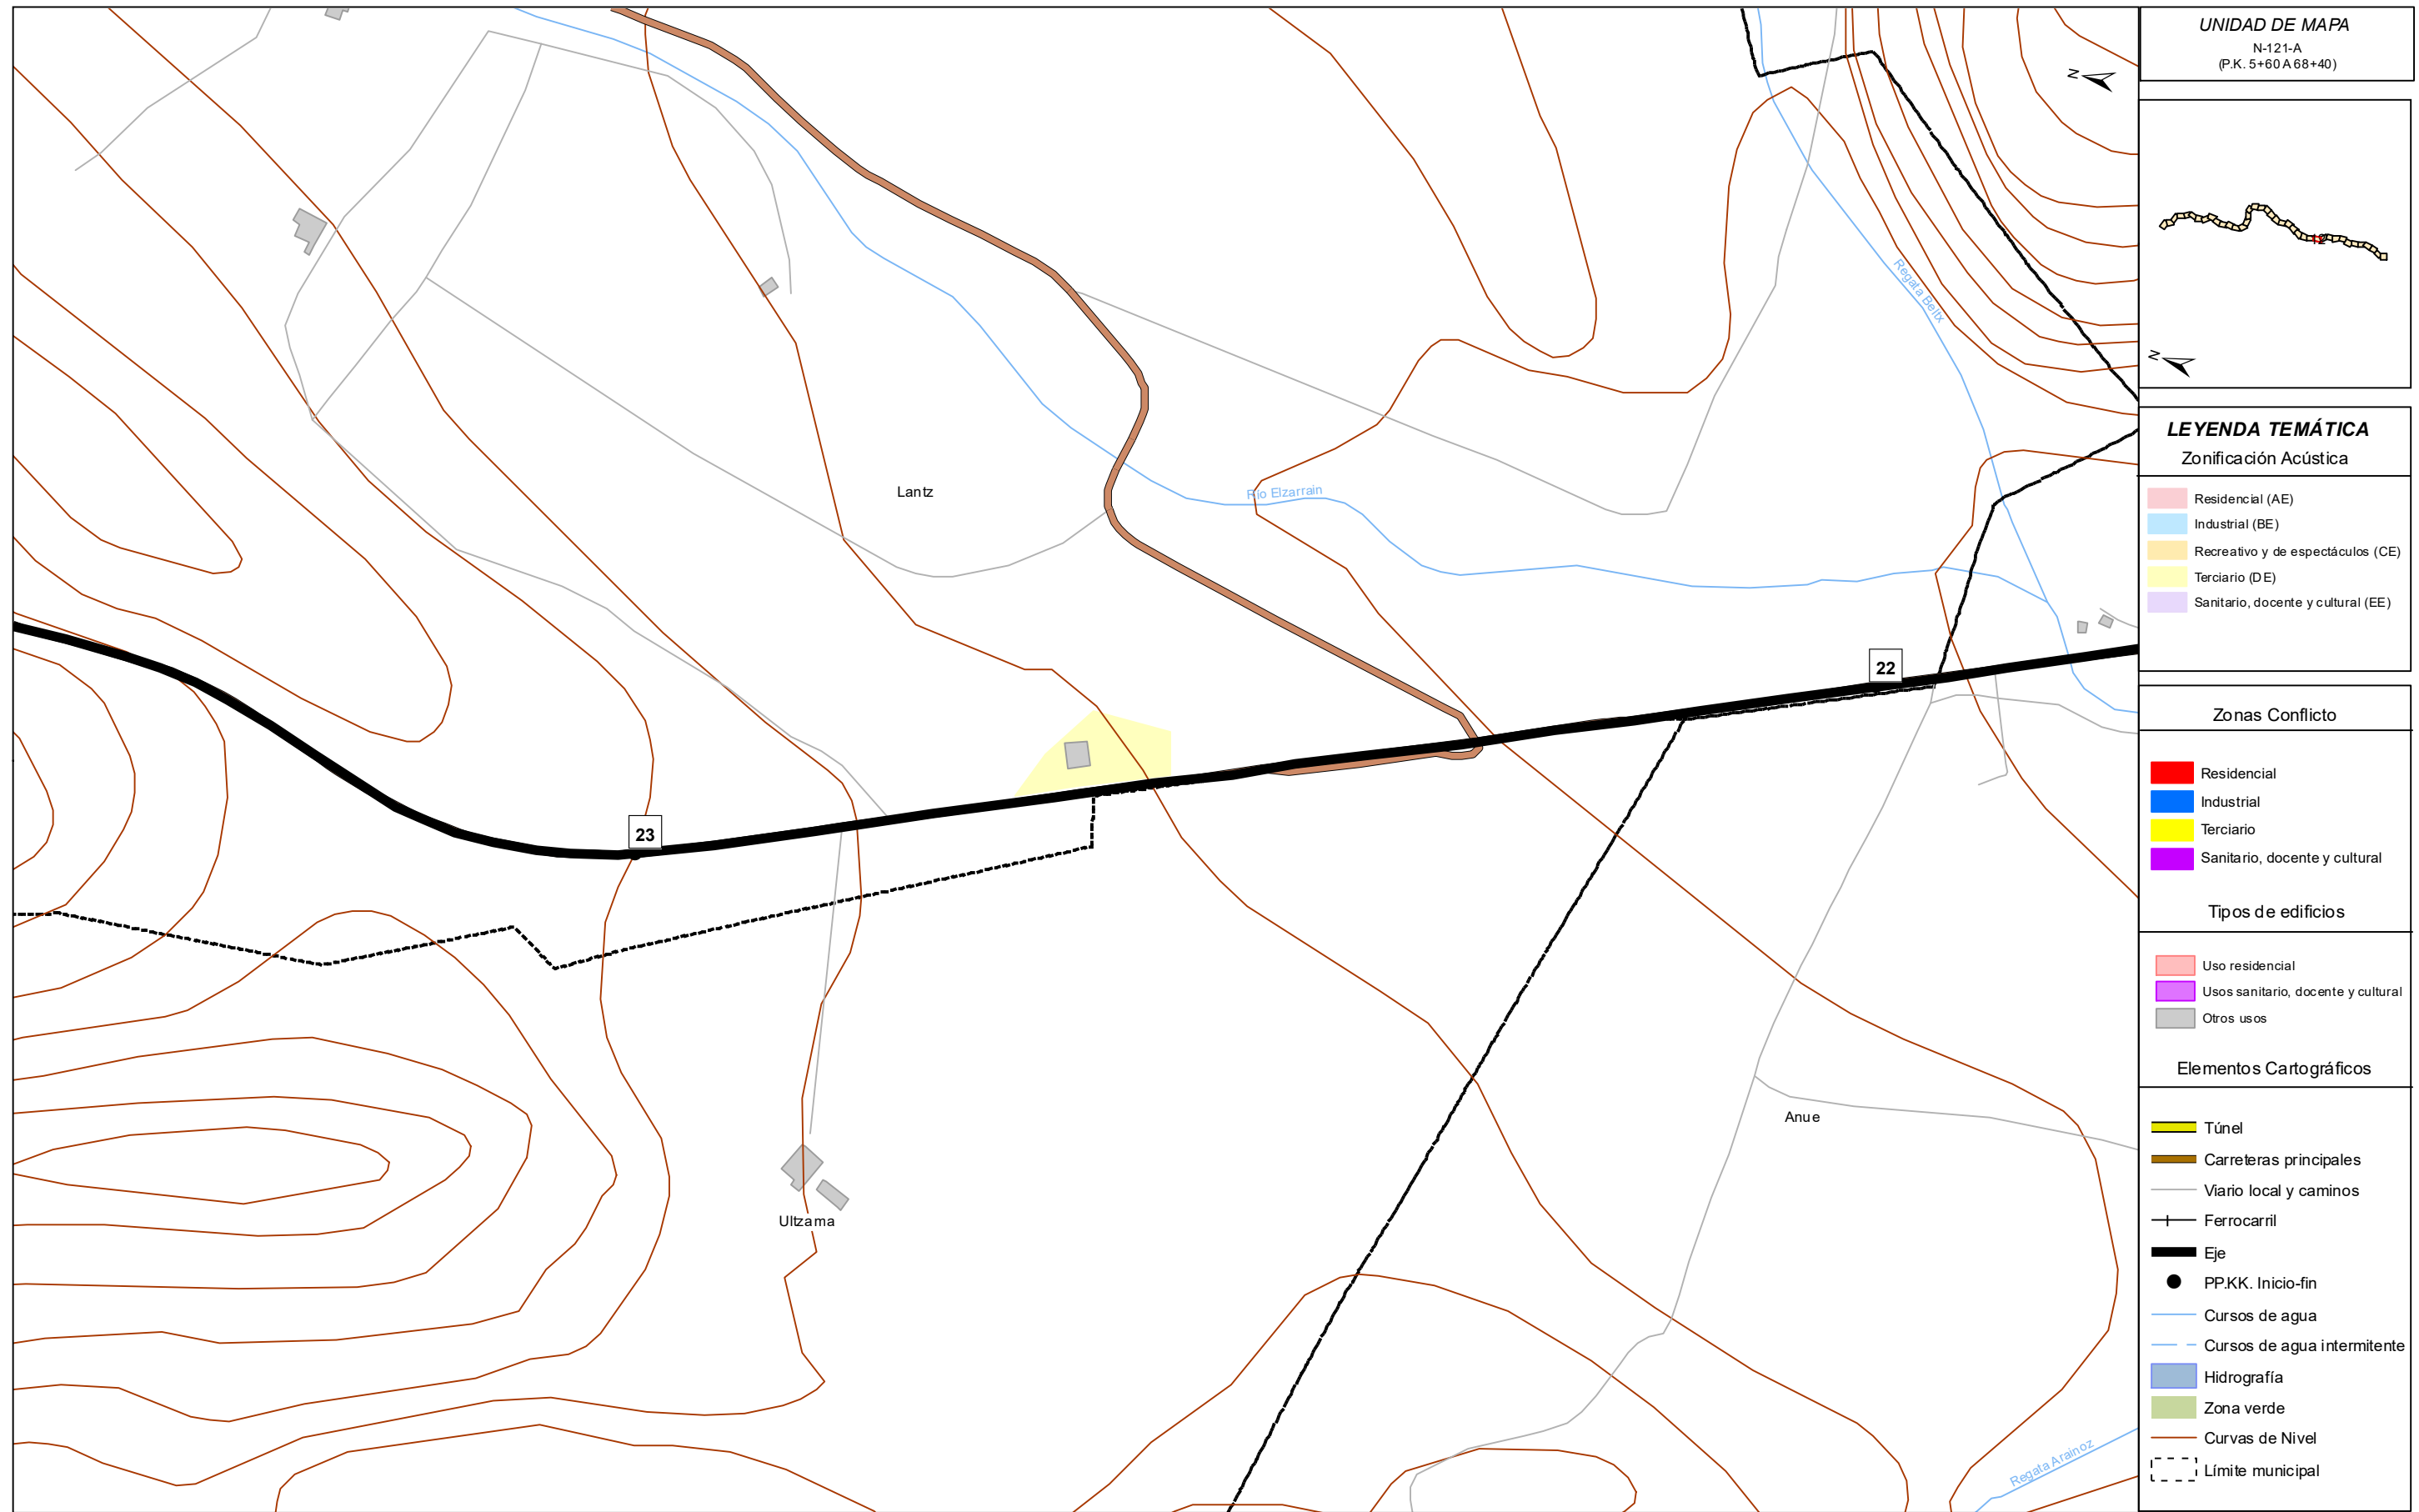 UNIDAD DE MAPA
N-121-A
(P.K. 5+60 A 68+40)
N
12
N
LEYENDA TEMÁTICA
Zonificación Acústica
Residencial (AE)
Industrial (BE)
Recreativo y de espectáculos (CE)
Terciario (DE)
Sanitario, docente y cultural (EE)
Zonas Conflicto
Residencial
Industrial
Terciario
Sanitario, docente y cultural
Tipos de edificios
Uso residencial
Usos sanitario, docente y cultural
Otros usos
Elementos Cartográficos
Túnel
Carreteras principales
Viario local y caminos
Ferrocarril
Eje
PP.KK. Inicio-fin
Cursos de agua
Cursos de agua intermitente
Hidrografía
Zona verde
Curvas de Nivel
Límite municipal
Regata Beltx
Lantz
Río Elzarrain
22
23
Anue
Ultzama
Regata Arainoz